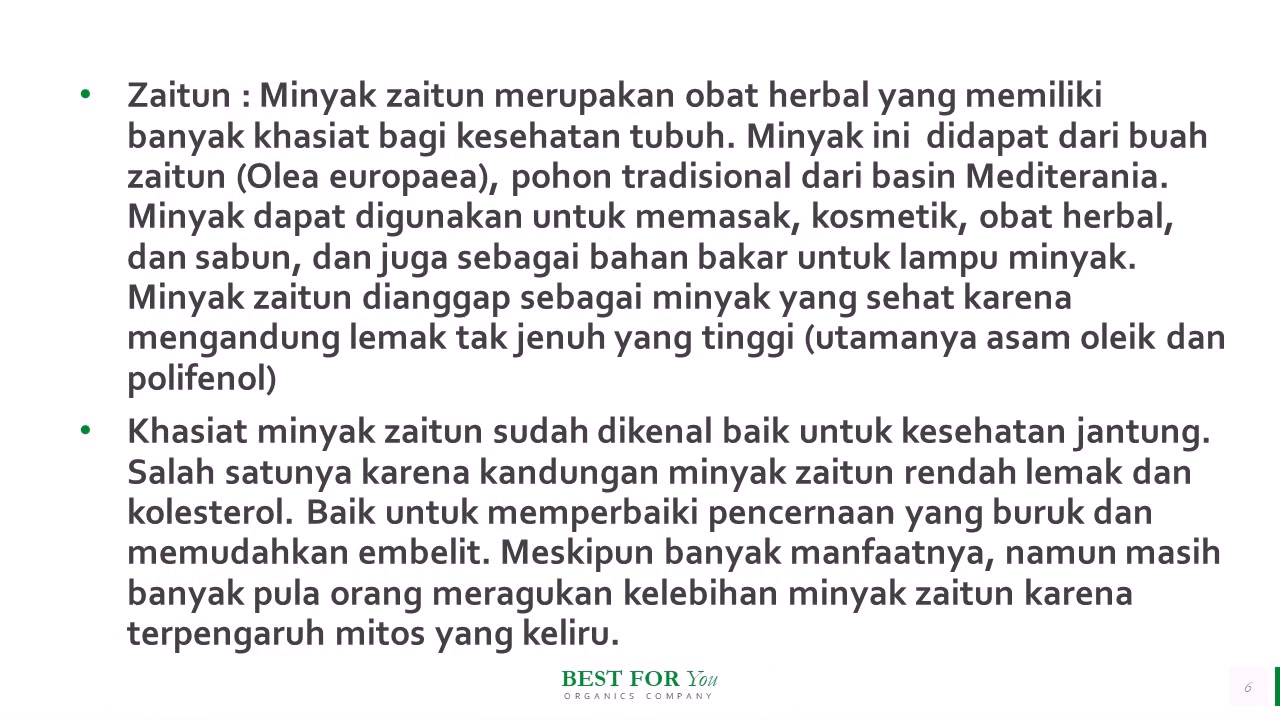 • Zaitun : Minyak zaitun merupakan obat herbal yang memiliki
banyak khasiat bagi kesehatan tubuh. Minyak ini  didapat dari buah
zaitun (Olea europaea), pohon tradisional dari basin Mediterania.
Minyak dapat digunakan untuk memasak, kosmetik, obat herbal,
dan sabun, dan juga sebagai bahan bakar untuk lampu minyak.
Minyak zaitun dianggap sebagai minyak yang sehat karena
mengandung lemak tak jenuh yang tinggi (utamanya asam oleik dan
polifenol)
• Khasiat minyak zaitun sudah dikenal baik untuk kesehatan jantung.
Salah satunya karena kandungan minyak zaitun rendah lemak dan
kolesterol. Baik untuk memperbaiki pencernaan yang buruk dan
memudahkan embelit. Meskipun banyak manfaatnya, namun masih
banyak pula orang meragukan kelebihan minyak zaitun karena
terpengaruh mitos yang keliru.
BEST FOR You
ORGANICS COMPANY
6